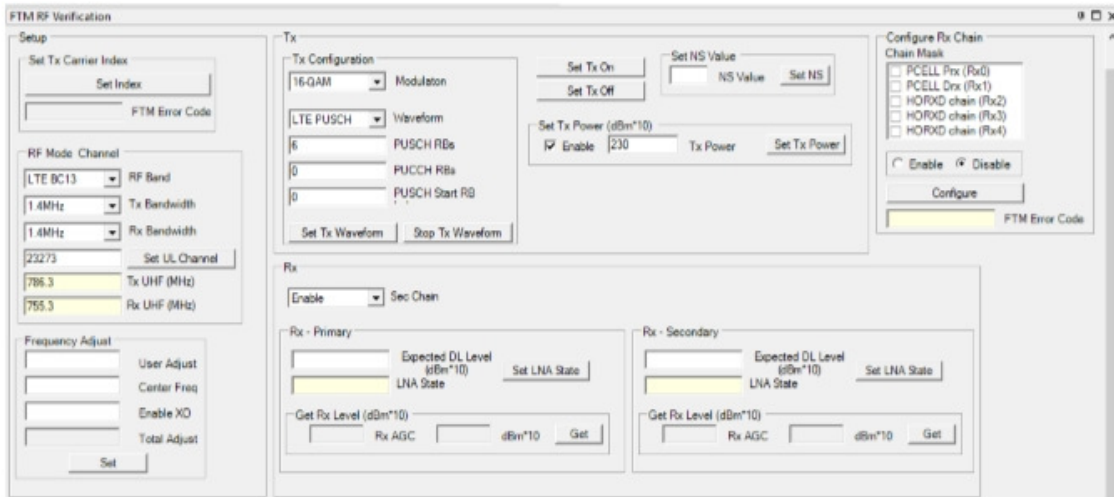 FTM RF Verification
Setup
Set Tx Carrier Index
Set Index
FTM Error Code
RF Mode Channel
LTE BC13 RF Band
1.4MHz Tx Bandwidth
1.4MHz Rx Bandwidth
23273 Set UL Channel
786.3 Tx UHF (MHz)
755.3 Rx UHF (MHz)
Frequency Adjust
User Adjust
Center Freq
Enable XO
Total Adjust
Set
Tx
Tx Configuration
16-QAM Modulaton
LTE PUSCH Waveform
6 PUSCH RBs
0 PUCCH RBs
0 PUSCH Start RB
Set Tx Waveform Stop Tx Waveform
Set Tx On
Set Tx Off
Set NS Value
NS Value Set NS
Set Tx Power (dBm*10)
Enable 230 Tx Power Set Tx Power
Rx
Enable Sec Chain
Rx - Primary
Expected DL Level
(dBm*10)
Set LNA State
LNA State
Get Rx Level (dBm*10)
Rx AGC dBm*10 Get
Rx - Secondary
Expected DL Level
(dBm*10)
Set LNA State
LNA State
Get Rx Level (dBm*10)
Rx AGC dBm*10 Get
Configure Rx Chain
Chain Mask
PCELL Prx (Rx0)
PCELL Drx (Rx1)
HORXD chain (Rx2)
HORXD chain (Rx3)
HORXD chain (Rx4)
Enable Disable
Configure
FTM Error Code